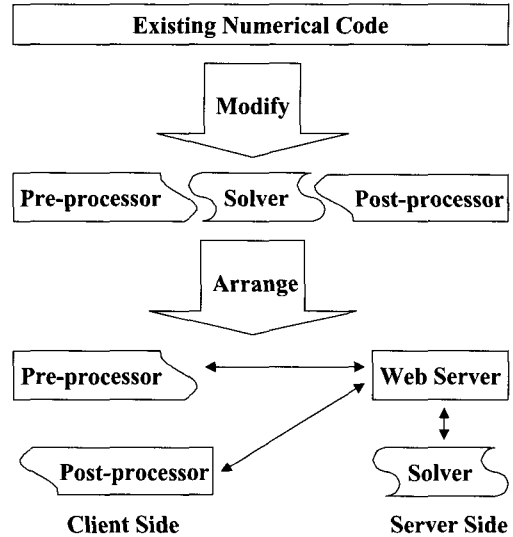 Existing Numerical Code
Modify
Pre-processor Solver Post-processor
Arrange
Pre-processor Web Server
Post-processor Solver
Client Side Server Side